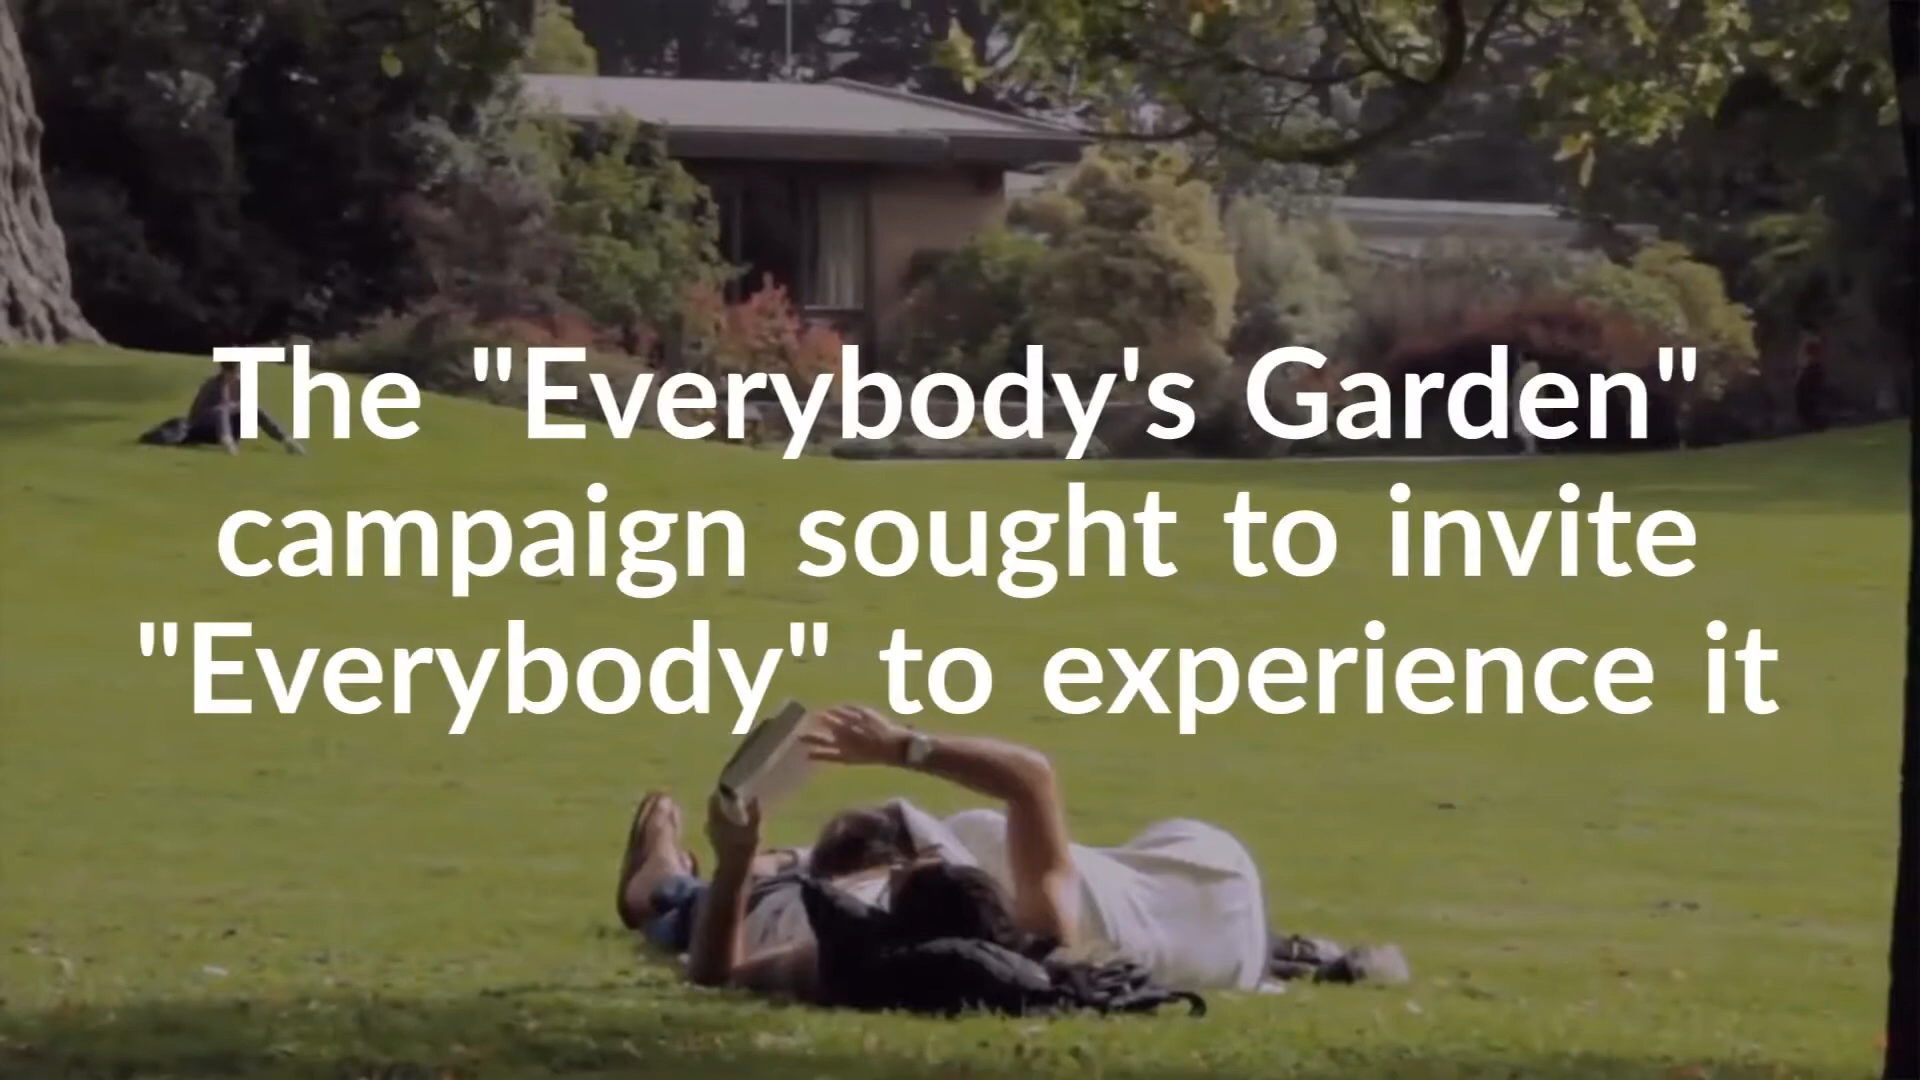 The "Everybody's Garden"
campaign sought to invite
"Everybody" to experience it